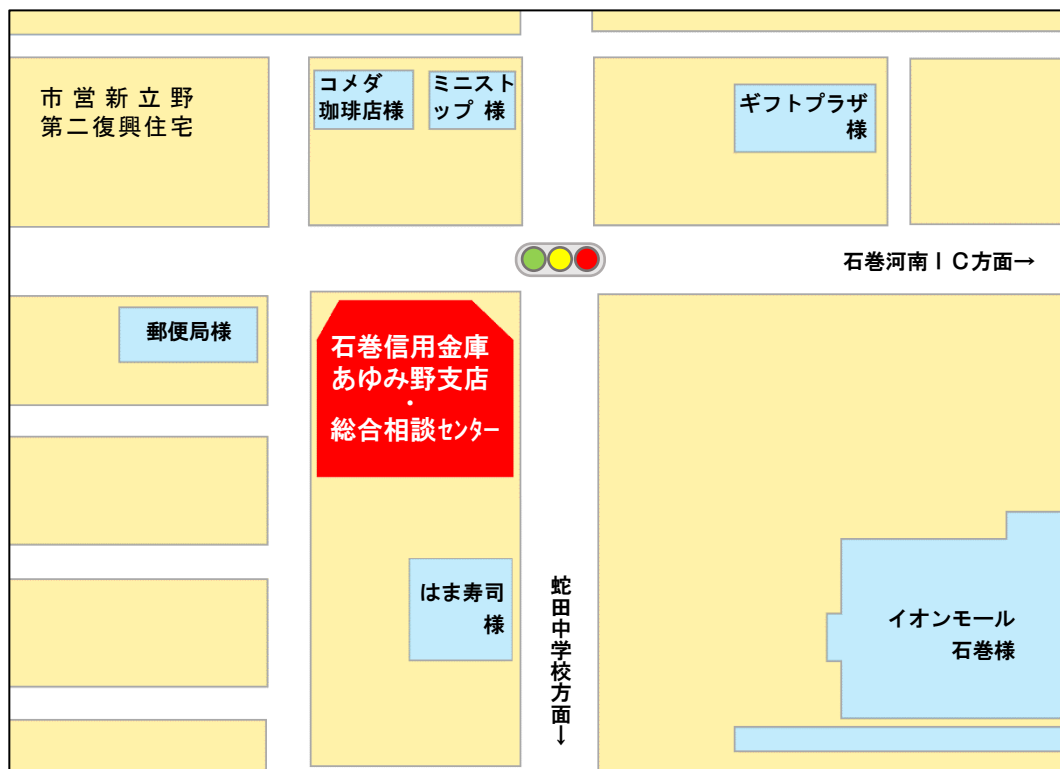 市営新立野
第二復興住宅
コメダ
珈琲店様
ミニスト
ップ 様
ギフトプラザ
様
石巻河南ＩＣ方面→
郵便局様
石巻信用金庫
あゆみ野支店
・
総合相談ｾﾝﾀｰ
はま寿司
様
蛇田中学校方面↓
イオンモール
石巻様